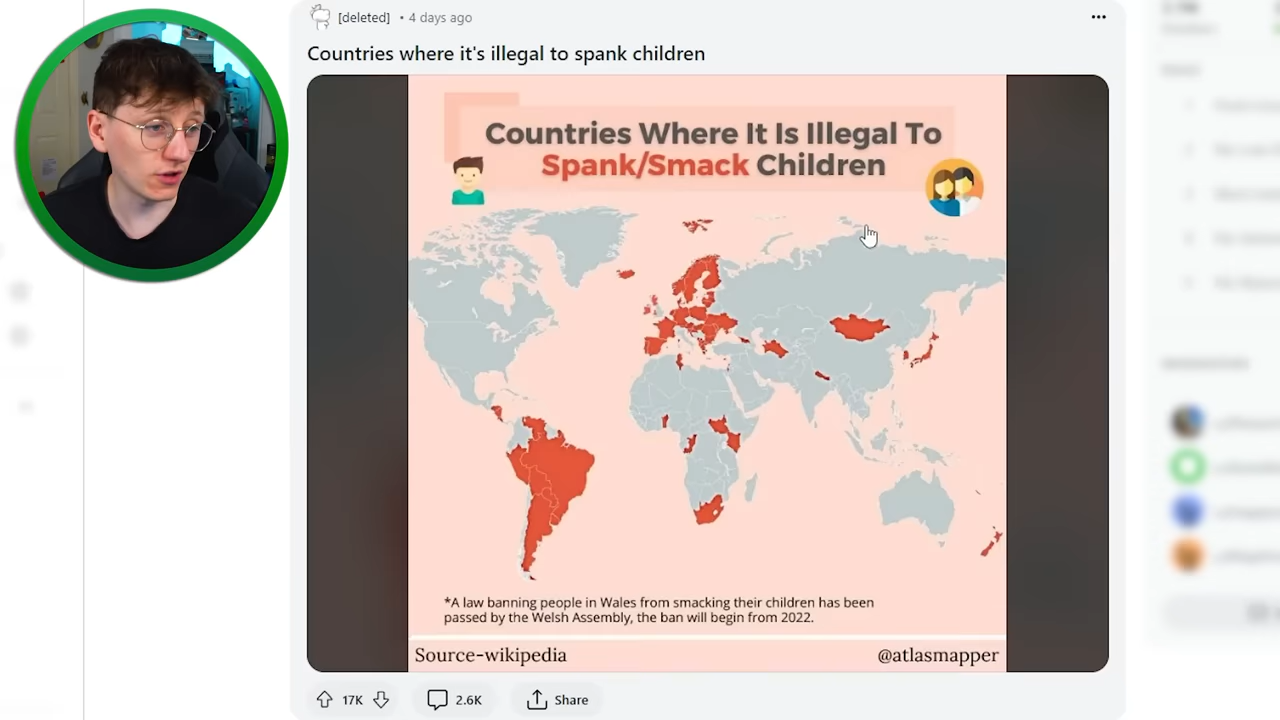 [deleted] • 4 days ago
Countries where it's illegal to spank children
Countries Where It Is Illegal To
Spank/Smack Children
*A law banning people in Wales from smacking their children has been
passed by the Welsh Assembly, the ban will begin from 2022.
Source-wikipedia @atlasmapper
17K 2.6K Share